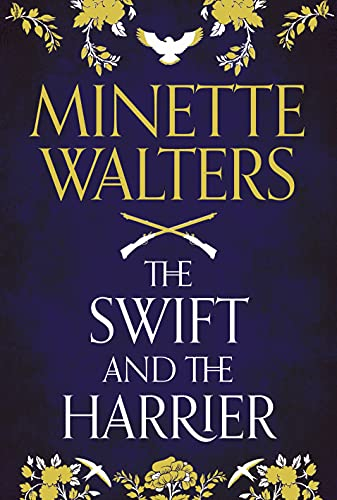 MINETTE
WALTERS
THE
SWIFT
AND THE
HARRIER